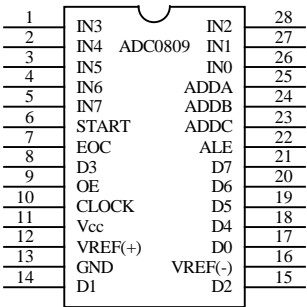 1 IN3 IN2 28
2 IN4 ADC0809 IN1 27
3 IN5 IN0 26
4 IN6 ADDA 25
5 IN7 ADDB 24
6 START ADDC 23
7 EOC ALE 22
8 D3 D7 21
9 OE D6 20
10 CLOCK D5 19
11 Vcc D4 18
12 VREF(+) D0 17
13 GND VREF(-) 16
14 D1 D2 15